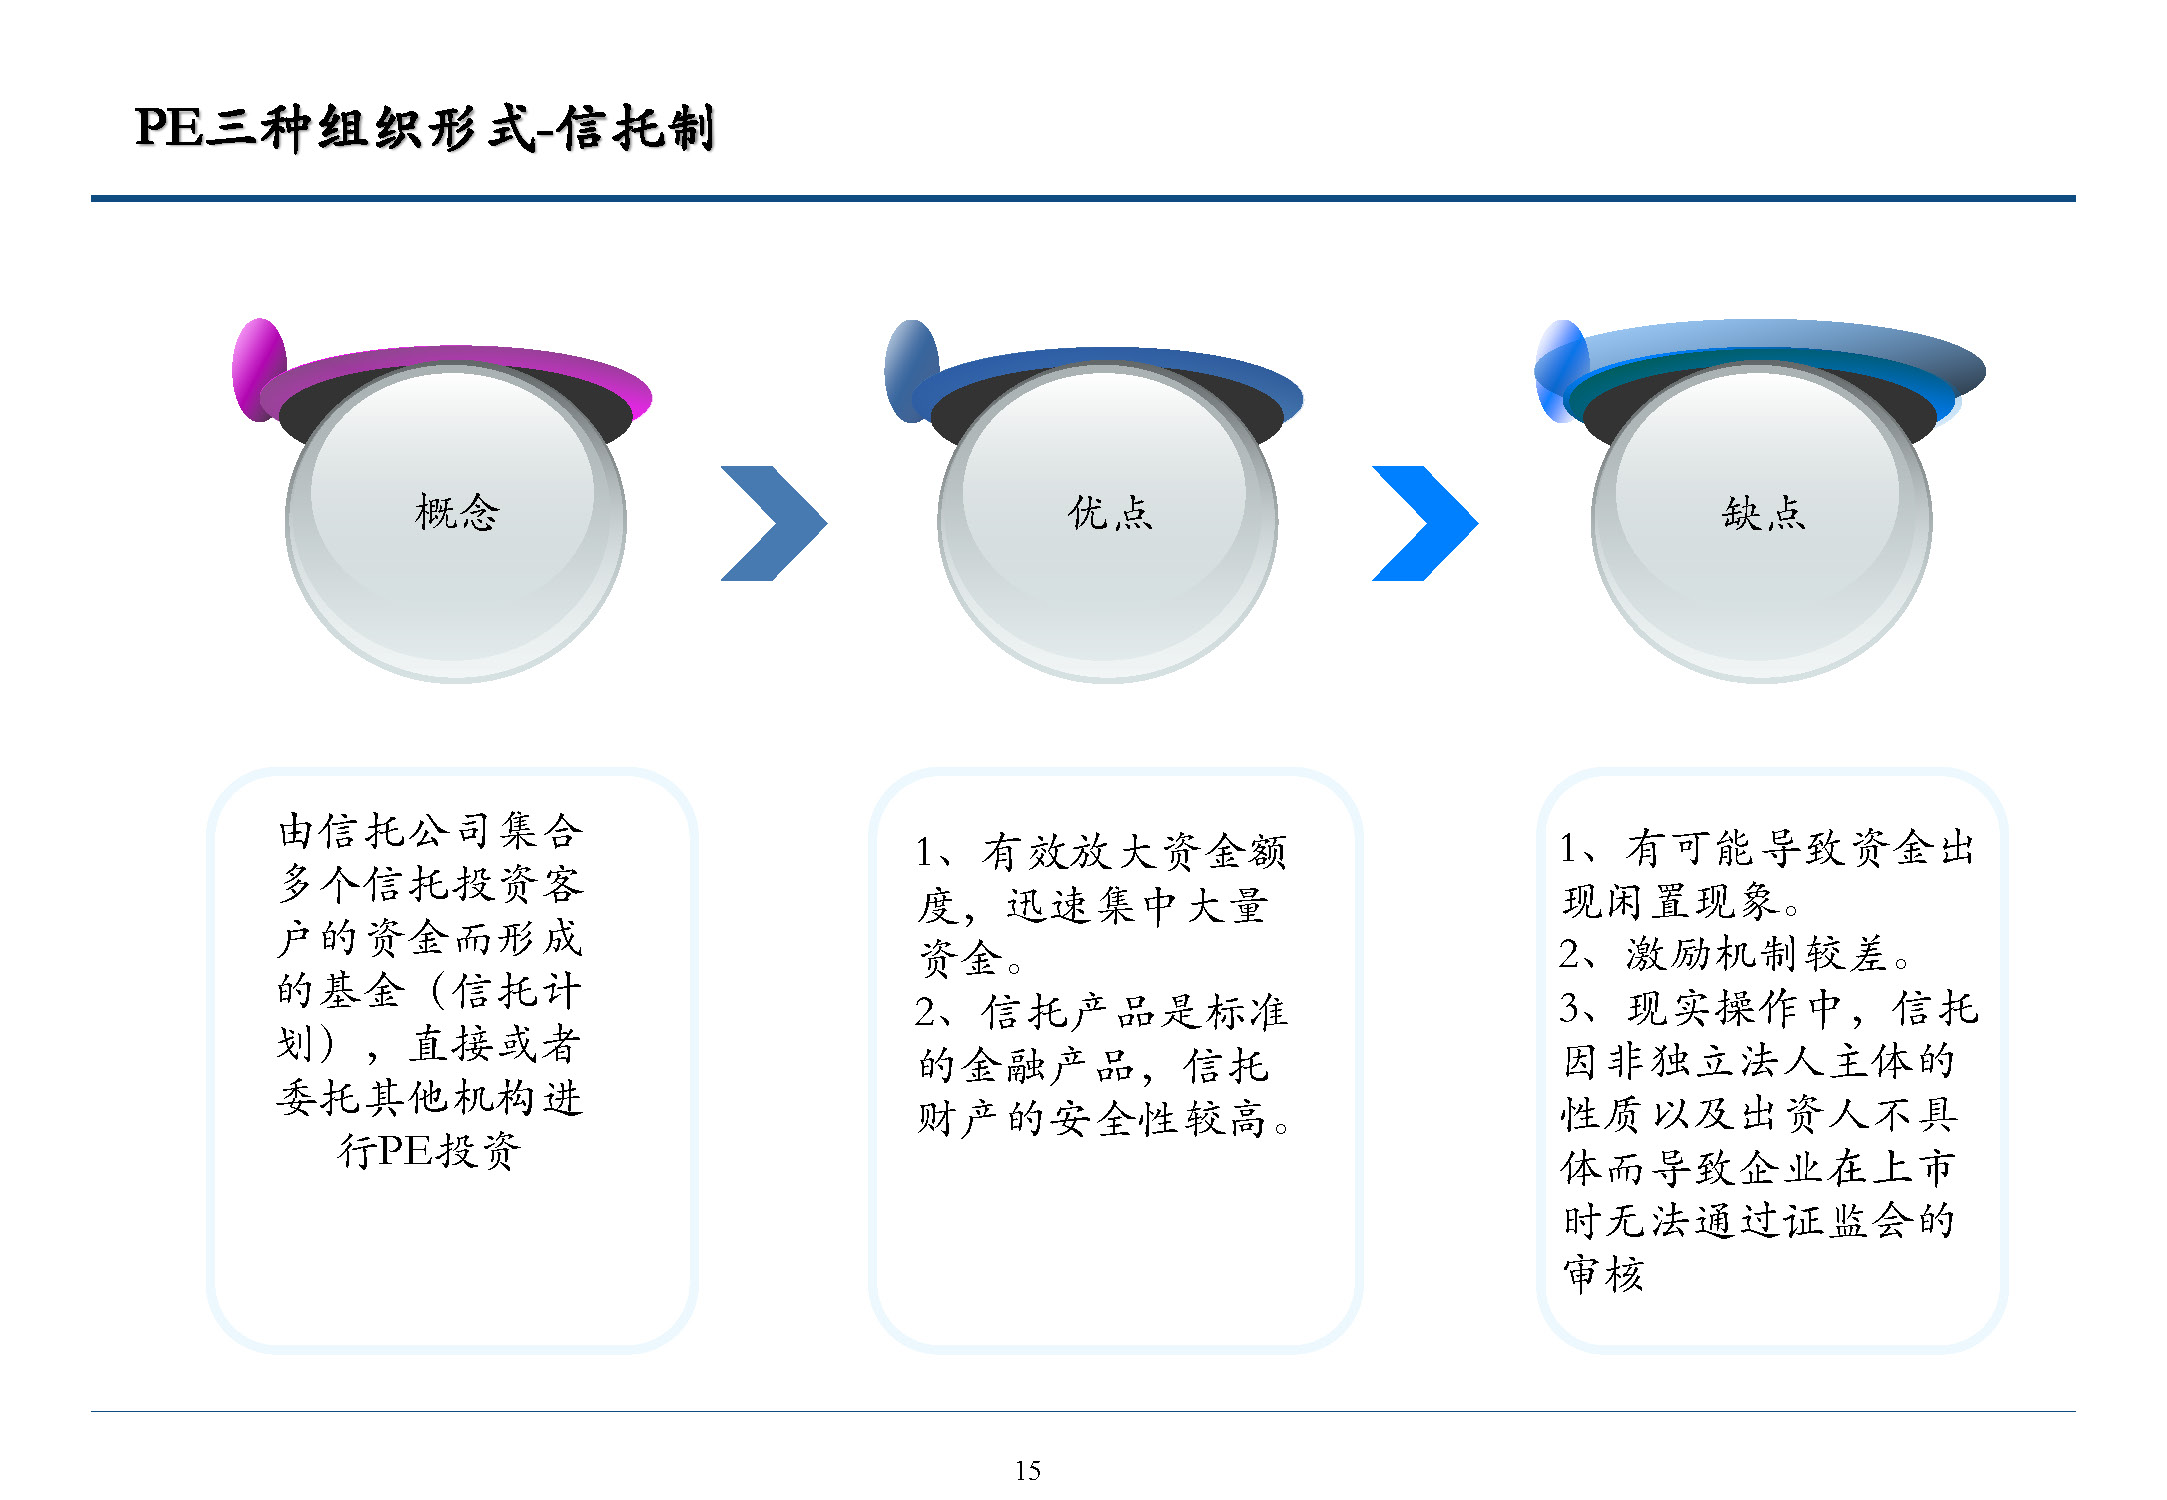 PE三种组织形式-信托制
概念
优点
缺点
由信托公司集合
多个信托投资客
户的资金而形成
的基金（信托计
划），直接或者
委托其他机构进
行PE投资
1、有效放大资金额
度，迅速集中大量
资金。
2、信托产品是标准
的金融产品，信托
财产的安全性较高。
1、有可能导致资金出
现闲置现象。
2、激励机制较差。
3、现实操作中，信托
因非独立法人主体的
性质以及出资人不具
体而导致企业在上市
时无法通过证监会的
审核
15